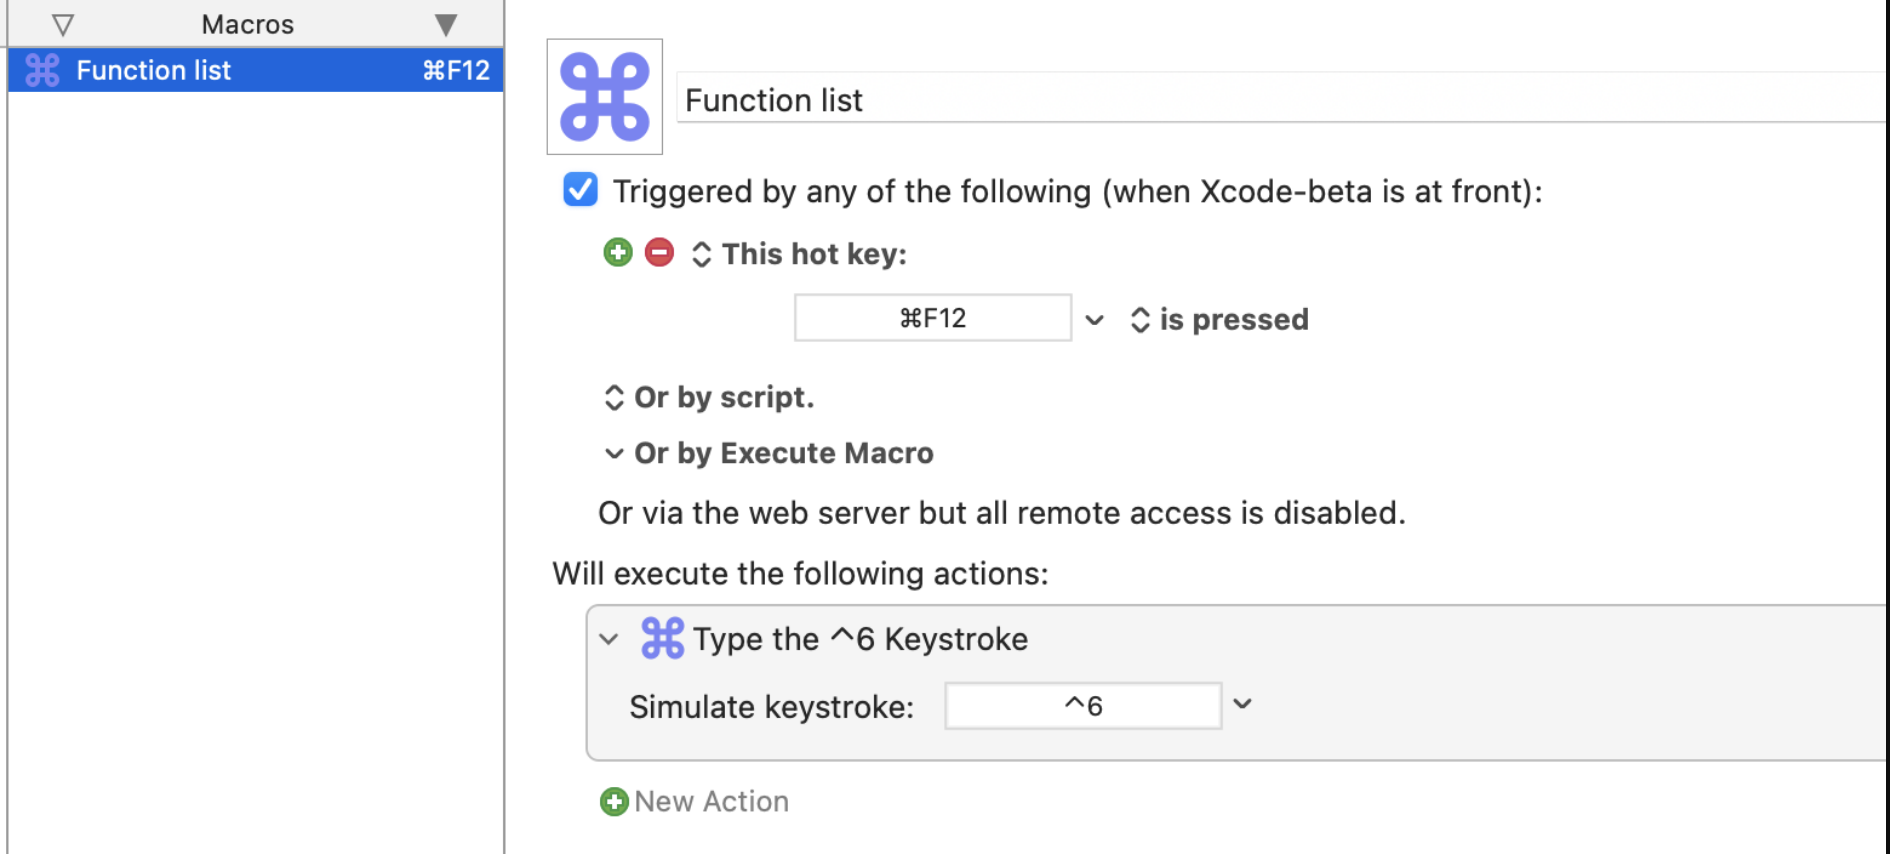 Macros
Function list ⌘F12
Function list
Triggered by any of the following (when Xcode-beta is at front):
This hot key:
⌘F12 is pressed
Or by script.
Or by Execute Macro
Or via the web server but all remote access is disabled.
Will execute the following actions:
Type the ^6 Keystroke
Simulate keystroke: ^6
New Action